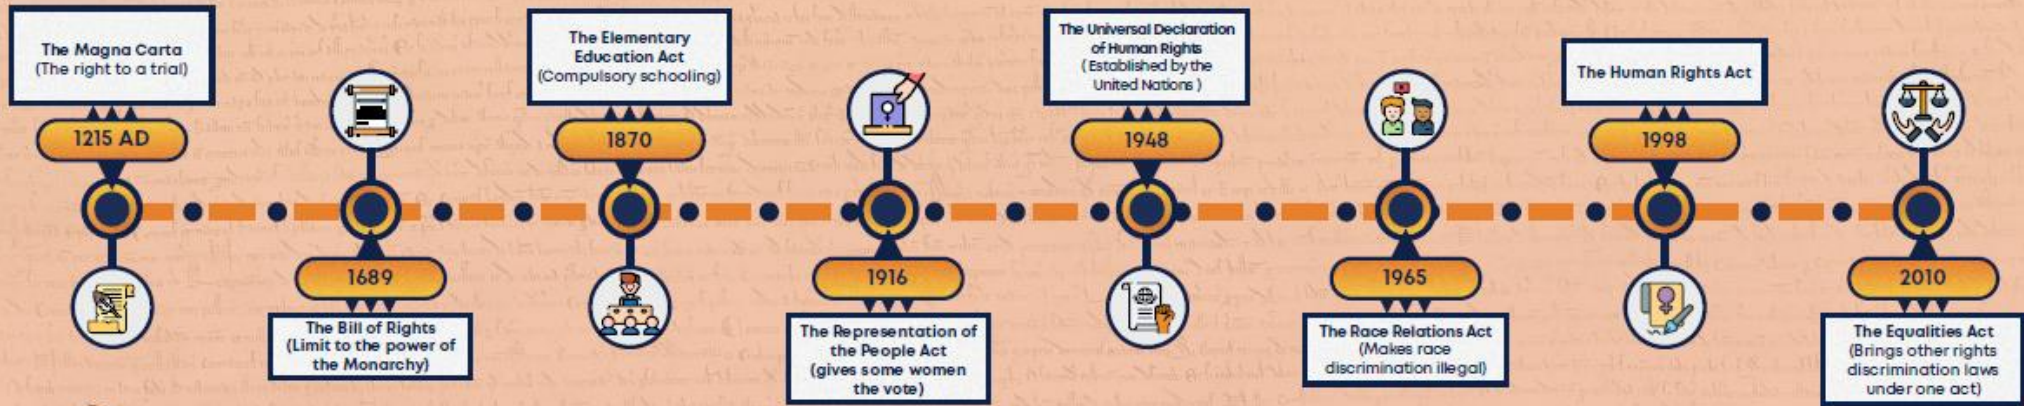 The Magna Carta
(The right to a trial)
1215 AD
1689
The Bill of Rights
(Limit to the power of
the Monarchy)
The Elementary
Education Act
(Compulsory schooling)
1870
1916
The Representation of
the People Act
(gives some women
the vote)
The Universal Declaration
of Human Rights
( Established by the
United Nations )
1948
1965
The Race Relations Act
(Makes race
discrimination illegal)
The Human Rights Act
1998
2010
The Equalities Act
(Brings other rights
discrimination laws
under one act)